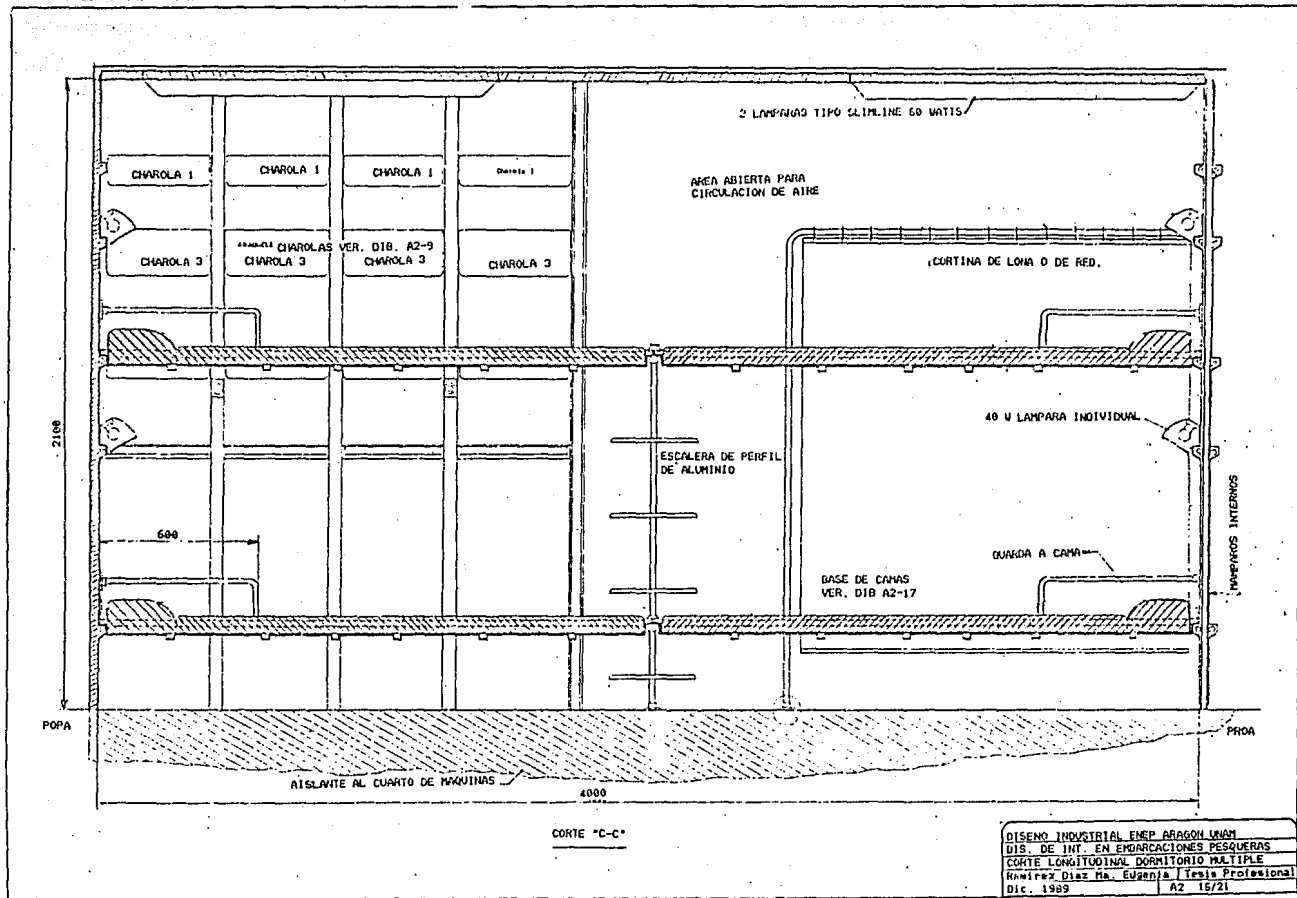 2 LAMPARAS TIPO SLIMLINE 60 WATTS
CHAROLA 1
CHAROLA 1
CHAROLA 1
Charola 1
AREA ABIERTA PARA
CIRCULACION DE AIRE
CHAROLAS VER. DIB. A2-9
CHAROLA 3
CHAROLA 3
CHAROLA 3
CHAROLA 3
CORTINA DE LONA O DE RED.
2100
40 W LAMPARA INDIVIDUAL
ESCALERA DE PERFIL
DE ALUMINIO
MAMPAROS INTERNOS
600
GUARDA A CAMA
BASE DE CAMAS
VER. DIB A2-17
POPA
PROA
AISLANTE AL CUARTO DE MAQUINAS
4000
CORTE "C-C"
DISENO INDUSTRIAL ENEP ARAGON UNAM
DIS. DE INT. EN EMBARCACIONES PESQUERAS
CORTE LONGITUDINAL DORMITORIO MULTIPLE
Ramirez Diaz Ma. Eugenia Tesis Profesional
Dic. 1989 A2 15/21